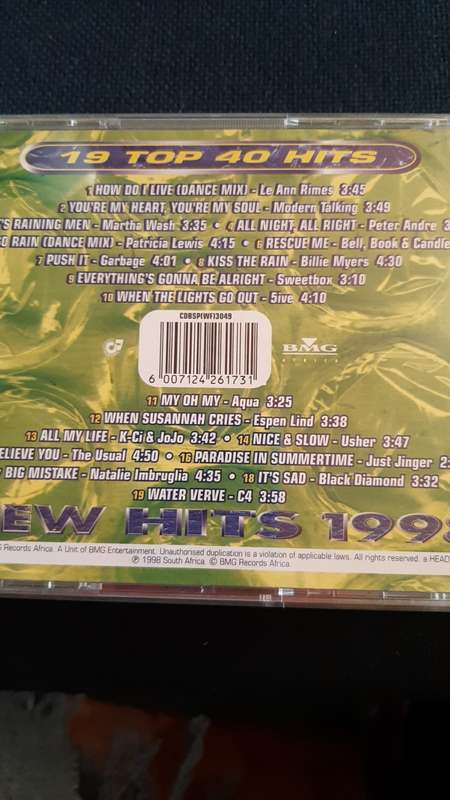 19 TOP 40 HITS
1 HOW DO I LIVE (DANCE MIX) - Le Ann Rimes 3:45
2 YOU'RE MY HEART, YOU'RE MY SOUL - Modern Talking 3:49
RAINING MEN - Martha Wash 3:35 • 4 ALL NIGHT, ALL RIGHT - Peter Andre
RAIN (DANCE MIX) - Patricia Lewis 4:15 • 6 RESCUE ME - Bell, Book & Candle
7 PUSH IT - Garbage 4:01 • 8 KISS THE RAIN - Billie Myers 4:30
9 EVERYTHING'S GONNA BE ALRIGHT - Sweetbox 3:10
10 WHEN THE LIGHTS GO OUT - 5ive 4:10
CDBSP(WF)3049
BMG
AFRICA
6 007124 261731
11 MY OH MY - Aqua 3:25
12 WHEN SUSANNAH CRIES - Espen Lind 3:38
13 ALL MY LIFE - K-Ci & JoJo 3:42 • 14 NICE & SLOW - Usher 3:47
BELIEVE YOU - The Usual 4:50 • 16 PARADISE IN SUMMERTIME - Just Jinger
BIG MISTAKE - Natalie Imbruglia 4:35 • 18 IT'S SAD - Black Diamond 3:32
19 WATER VERVE - C4 3:58
NEW HITS 1998
Records Africa. A Unit of BMG Entertainment. Unauthorised duplication is a violation of applicable laws. All rights reserved. a HEAD
℗ 1998 South Africa. © BMG Records Africa.